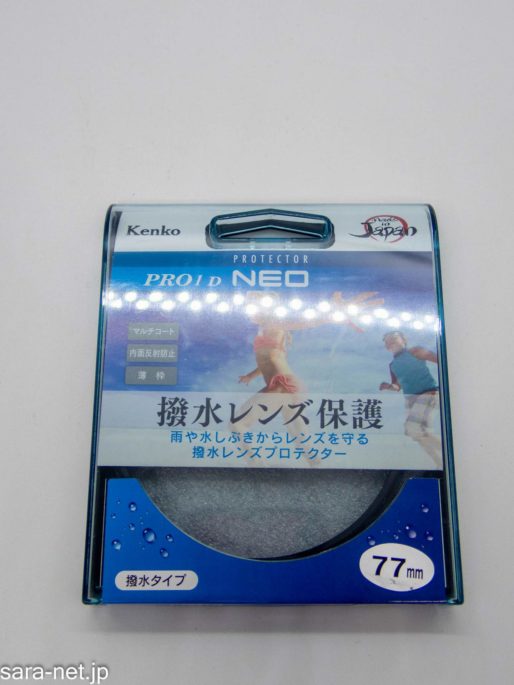 Kenko
Made in Japan
PROTECTOR
PRO1D NEO
マルチコート
内面反射防止
薄枠
撥水レンズ保護
雨や水しぶきからレンズを守る
撥水レンズプロテクター
77mm
撥水タイプ
sara-net.jp